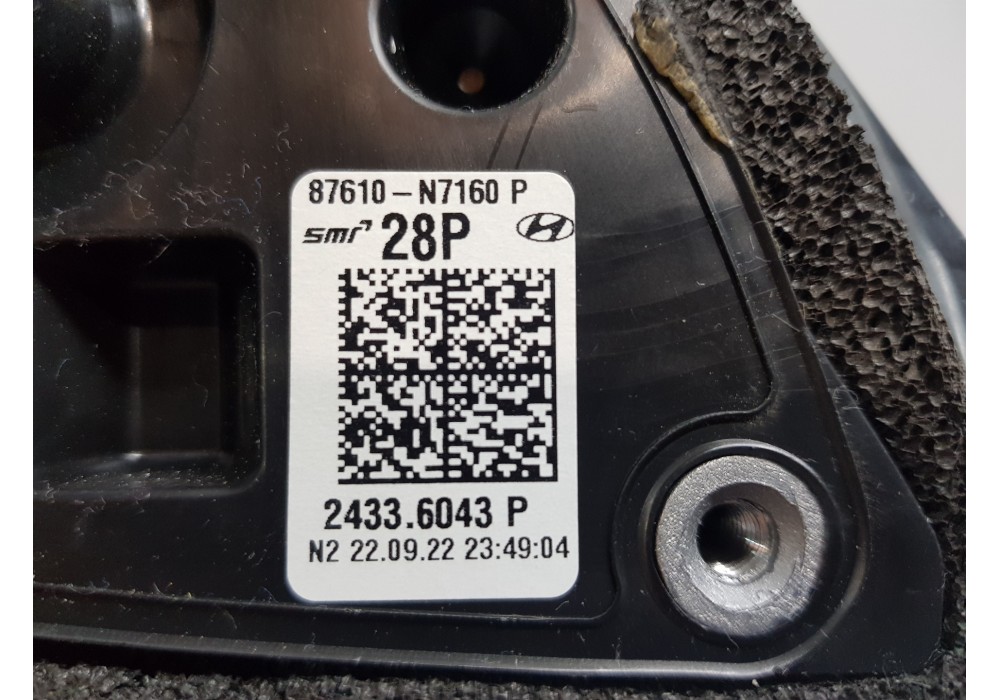 87610 – N7160 P
smr 28P
2433.6043 P
N2 22.09.22 23:49:04